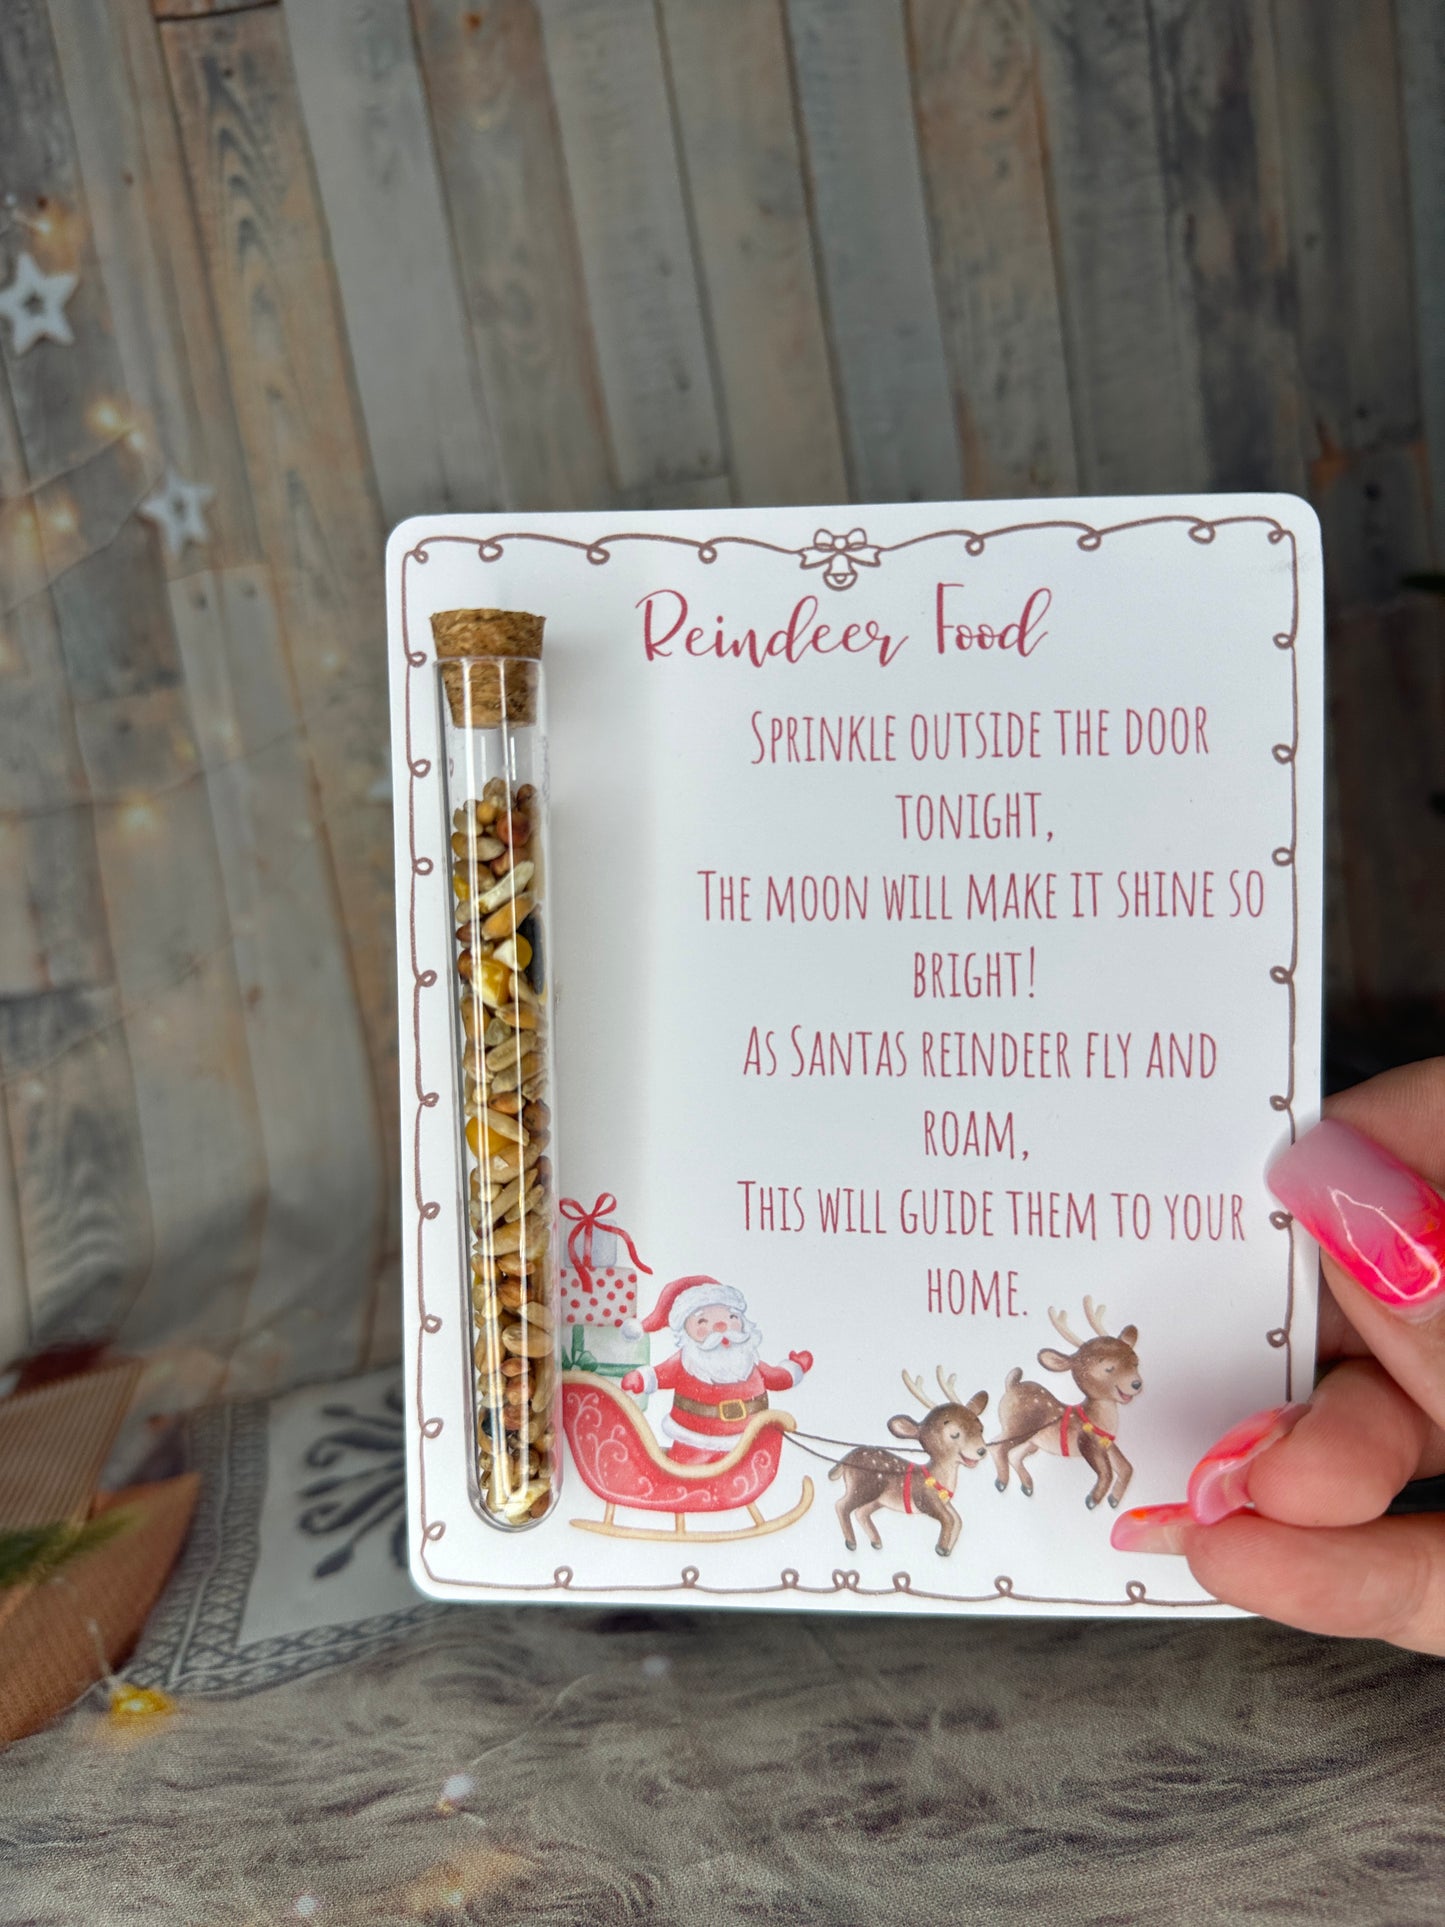 Reindeer Food
Sprinkle outside the door
tonight,
The moon will make it shine so
bright!
As Santas reindeer fly and
roam,
This will guide them to your
home.